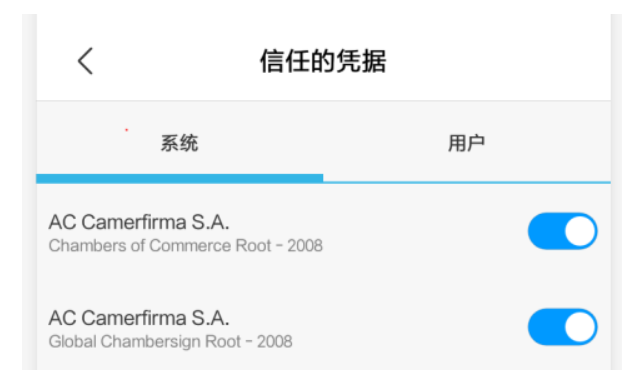 信任的凭据
系统
用户
AC Camerfirma S.A.
Chambers of Commerce Root - 2008
AC Camerfirma S.A.
Global Chambersign Root - 2008